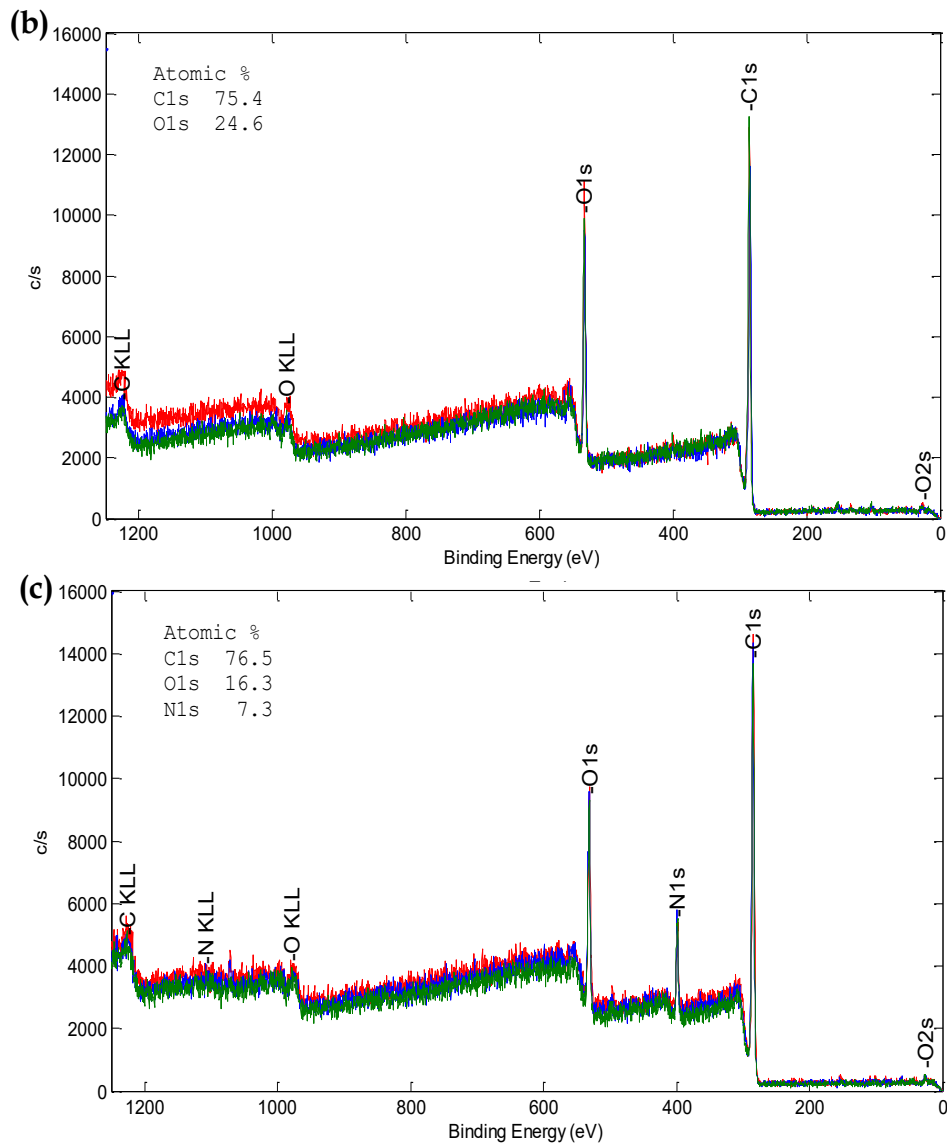 (b)
16000
14000
12000
10000
8000
6000
4000
2000
0
c/s
Atomic %
C1s 75.4
O1s 24.6
C KLL
O KLL
-O1s
-C1s
-O2s
1200 1000 800 600 400 200 0
Binding Energy (eV)
(c)
16000
14000
12000
10000
8000
6000
4000
2000
0
c/s
Atomic %
C1s 76.5
O1s 16.3
N1s 7.3
-C KLL
-N KLL
-O KLL
-O1s
-N1s
-C1s
-O2s
1200 1000 800 600 400 200 0
Binding Energy (eV)